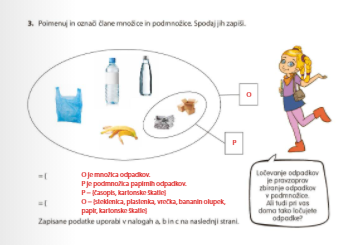 3. Poimenuj in označi člane množice in podmnožice. Spodaj jih zapiši.
O
P
= {
O je množica odpadkov.
P je podmnožica papirnih odpadkov.
P – {časopis, kartonske škatle}
= {
O – {steklenica, plastenka, vrečka, bananin olupek,
papir, kartonske škatle}
Zapisane podatke uporabi v nalogah a, b in c na naslednji strani.
Ločevanje odpadkov
je pravzaprav
zbiranje odpadkov
v podmnožice.
Ali tudi pri vas
doma tako ločujete
odpadke?